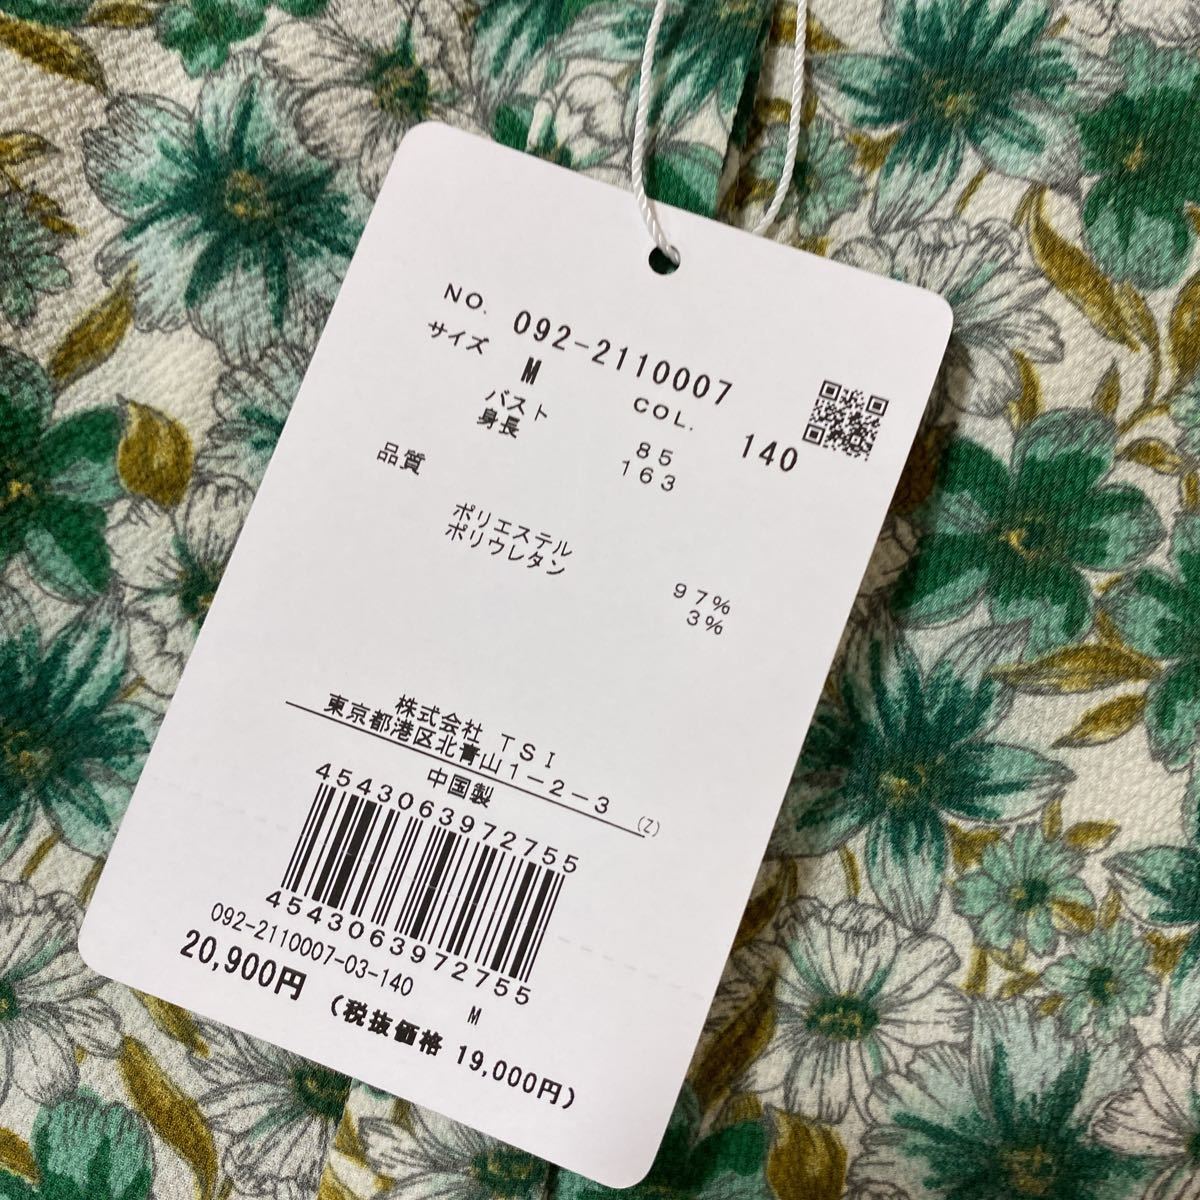 NO. 092-2110007
サイズ M COL. 140
バスト 85
身長 163
品質
ポリエステル 97%
ポリウレタン 3%
株式会社 TSI
東京都港区北青山1-2-3
中国製 (Z)
4543063972755
4543063972755
092-2110007-03-140 M
20,900円 (税抜価格 19,000円)